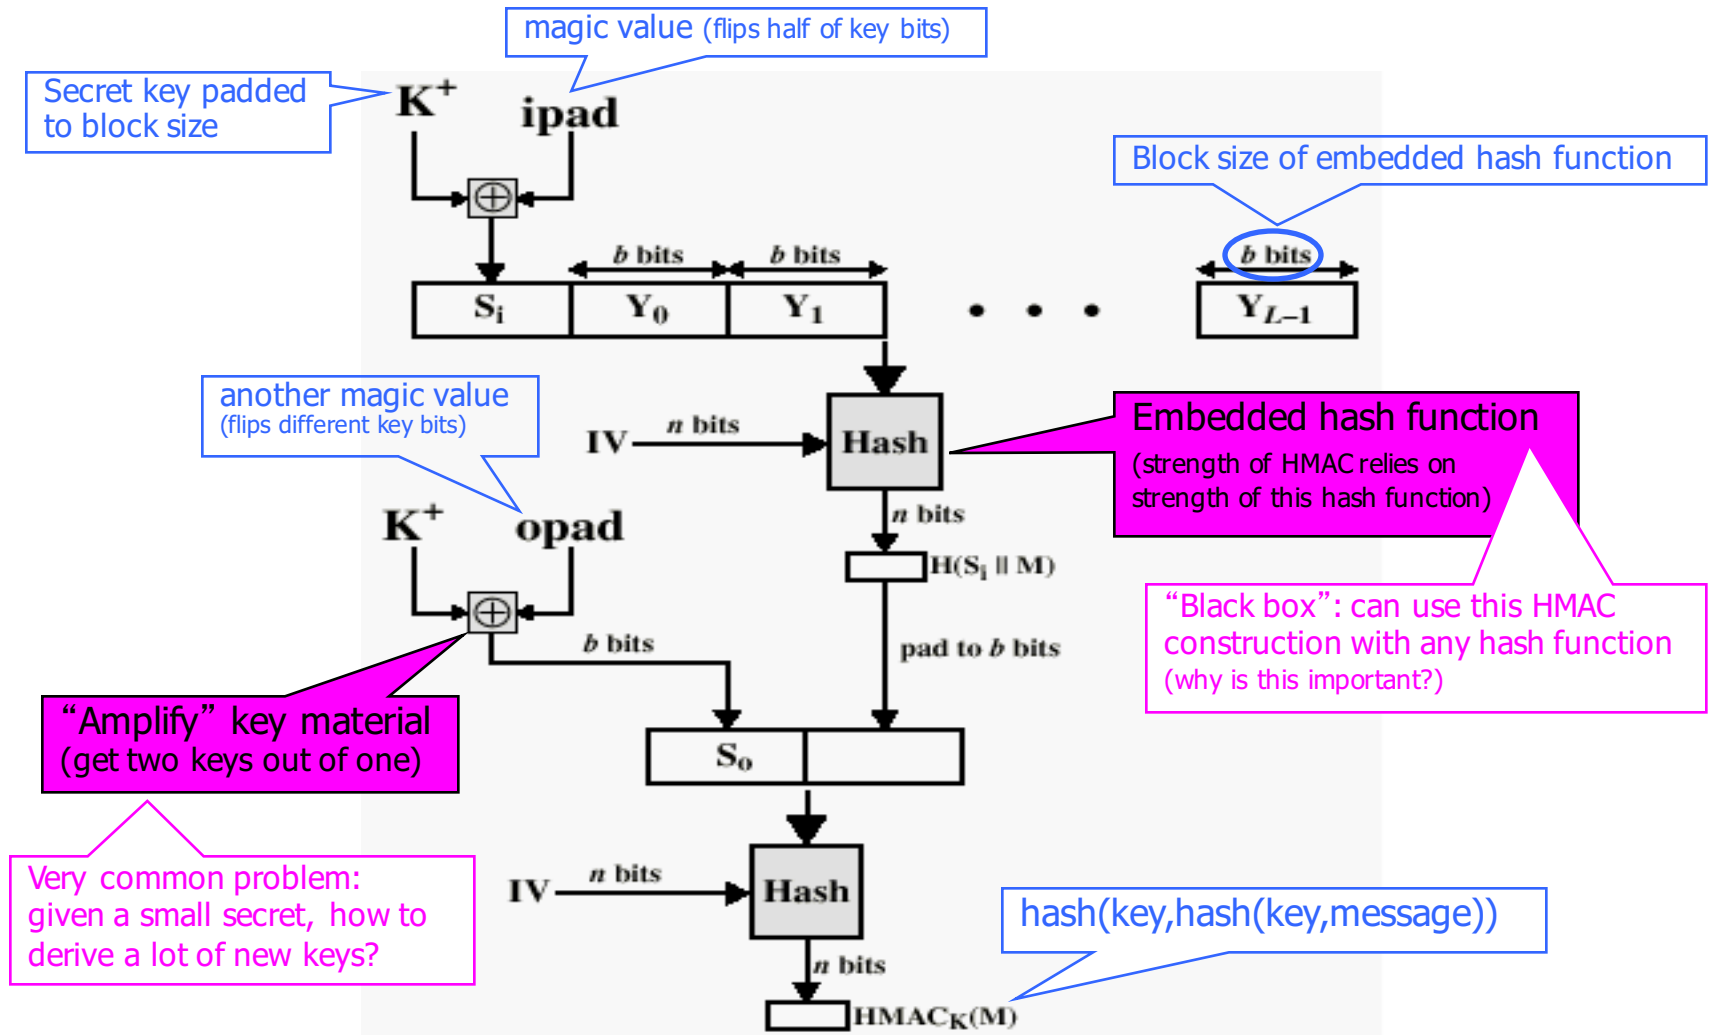 magic value (flips half of key bits)
Secret key padded
to block size
K+
ipad
Block size of embedded hash function
b bits
b bits
b bits
Si
Y0
Y1
• • •
YL–1
another magic value
(flips different key bits)
IV
n bits
Hash
Embedded hash function
(strength of HMAC relies on
strength of this hash function)
n bits
K+
opad
H(Si || M)
“Black box”: can use this HMAC
construction with any hash function
(why is this important?)
b bits
pad to b bits
“Amplify” key material
(get two keys out of one)
So
Very common problem:
given a small secret, how to
derive a lot of new keys?
IV
n bits
Hash
hash(key,hash(key,message))
n bits
HMACK(M)